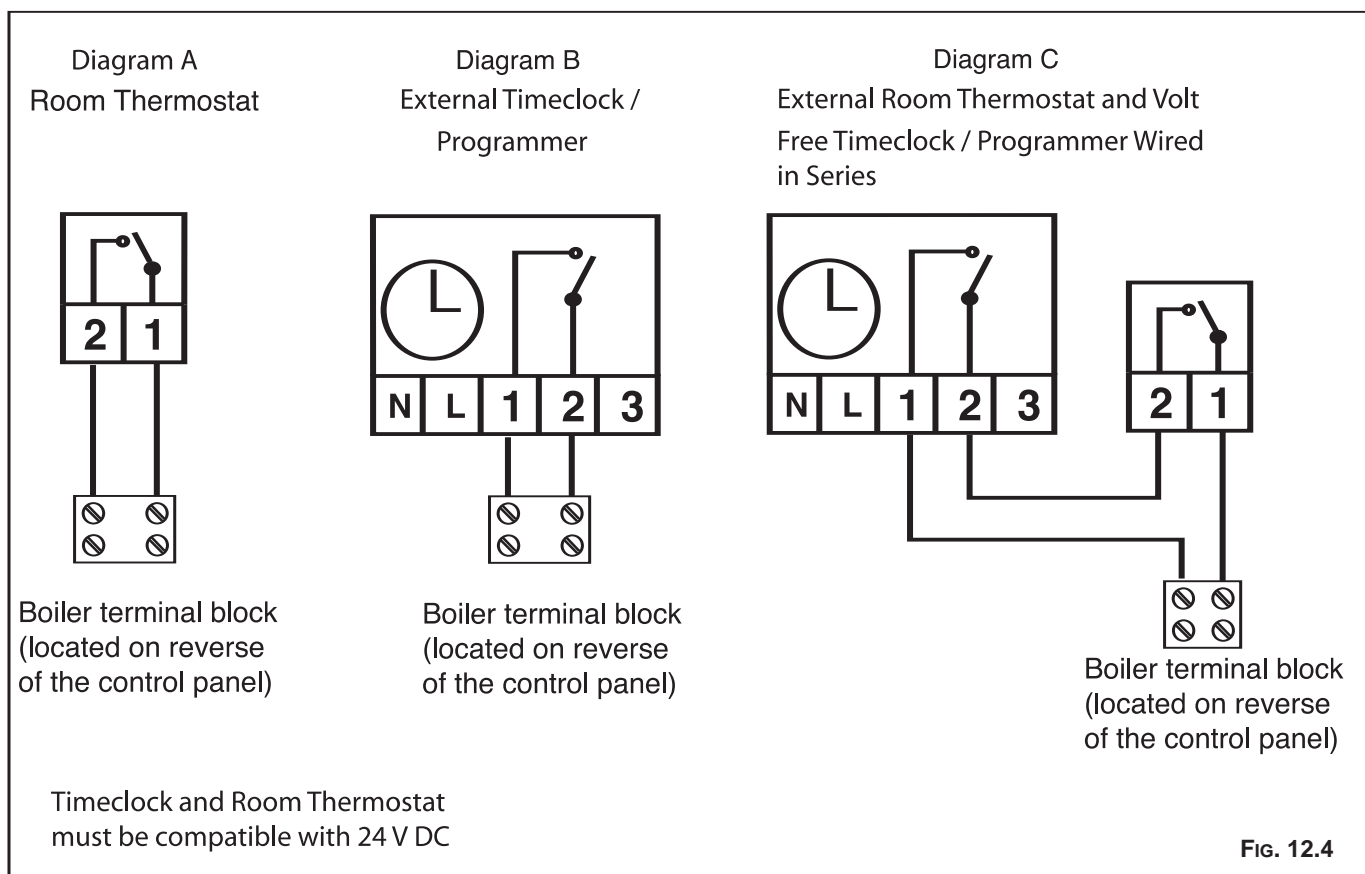 Diagram A
Room Thermostat
2 1
Boiler terminal block
(located on reverse
of the control panel)
Diagram B
External Timeclock /
Programmer
N L 1 2 3
Boiler terminal block
(located on reverse
of the control panel)
Diagram C
External Room Thermostat and Volt
Free Timeclock / Programmer Wired
in Series
N L 1 2 3
2 1
Boiler terminal block
(located on reverse
of the control panel)
Timeclock and Room Thermostat
must be compatible with 24 V DC
FIG. 12.4